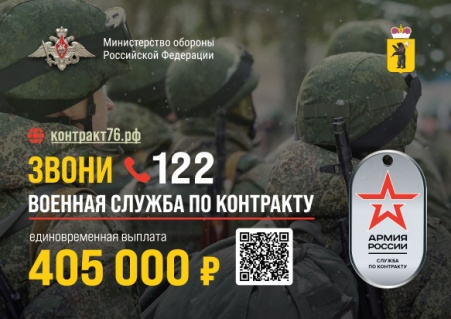 Министерство обороны
Российской Федерации
контракт76.рф
ЗВОНИ 122
ВОЕННАЯ СЛУЖБА ПО КОНТРАКТУ
единовременная выплата
405 000 ₽
АРМИЯ
РОССИИ
СЛУЖБА
ПО КОНТРАКТУ